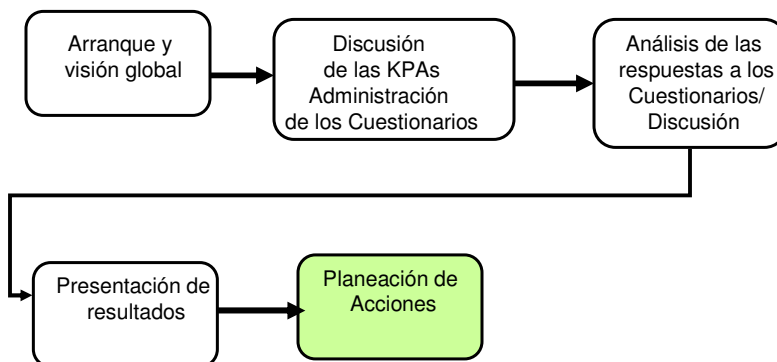 Arranque y
visión global
Discusión
de las KPAs
Administración
de los Cuestionarios
Análisis de las
respuestas a los
Cuestionarios/
Discusión
Presentación de
resultados
Planeación de
Acciones